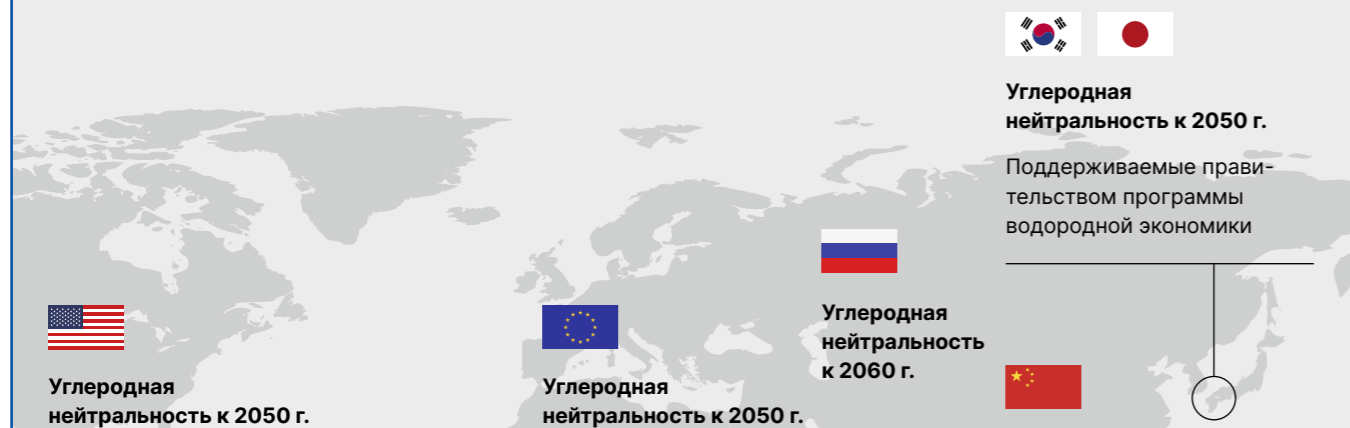 Углеродная
нейтральность к 2050 г.
Поддерживаемые прави-
тельством программы
водородной экономики
Углеродная
нейтральность
к 2060 г.
Углеродная
нейтральность к 2050 г.
Углеродная
нейтральность к 2050 г.